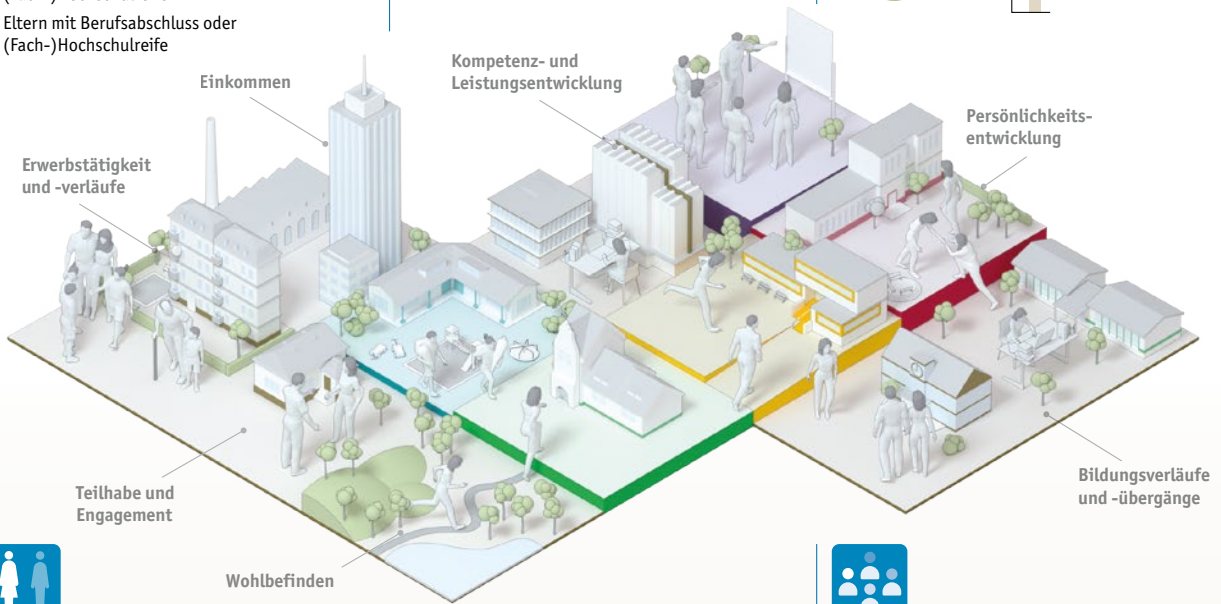 Eltern mit Berufsabschluss oder
(Fach-)Hochschulreife
Einkommen
Kompetenz- und
Leistungsentwicklung
Persönlichkeits-
entwicklung
Erwerbstätigkeit
und -verläufe
Teilhabe und
Engagement
Wohlbefinden
Bildungsverläufe
und -übergänge